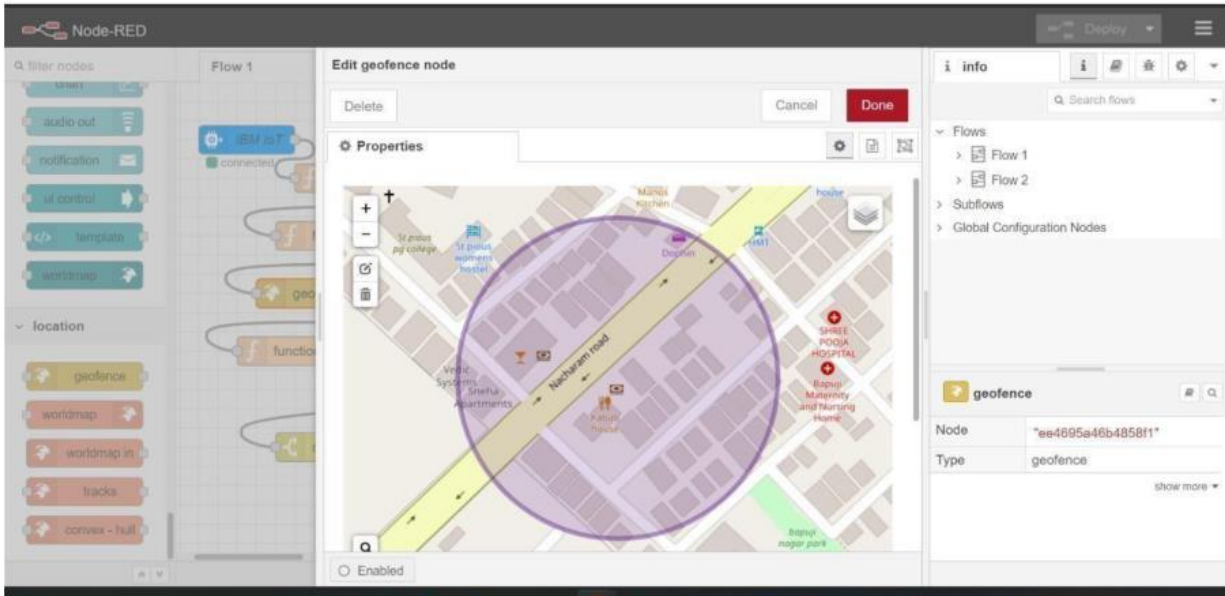 Node-RED
Deploy
filter nodes
Flow 1
Edit geofence node
i info
Delete
Cancel
Done
Search flows
audio out
IBM IoT
Properties
Flows
notification
connected
Flow 1
Flow 2
ui control
Subflows
template
Global Configuration Nodes
worldmap
location
geofence
worldmap
worldmap in
tracks
convex - hull
geo
function
+
−
Manus
Kitchen
house
St.pious
pg college
St pious
womens
hostel
HM1
Nacharam road
SHREE
POOJA
HOSPITAL
Bapuji
Maternity
and Nursing
Home
Vedic
Systems
Sneha
Apartments
Kabab
house
Bapuji
nagar park
Enabled
geofence
Node
"ee4695a46b4858f1"
Type
geofence
show more